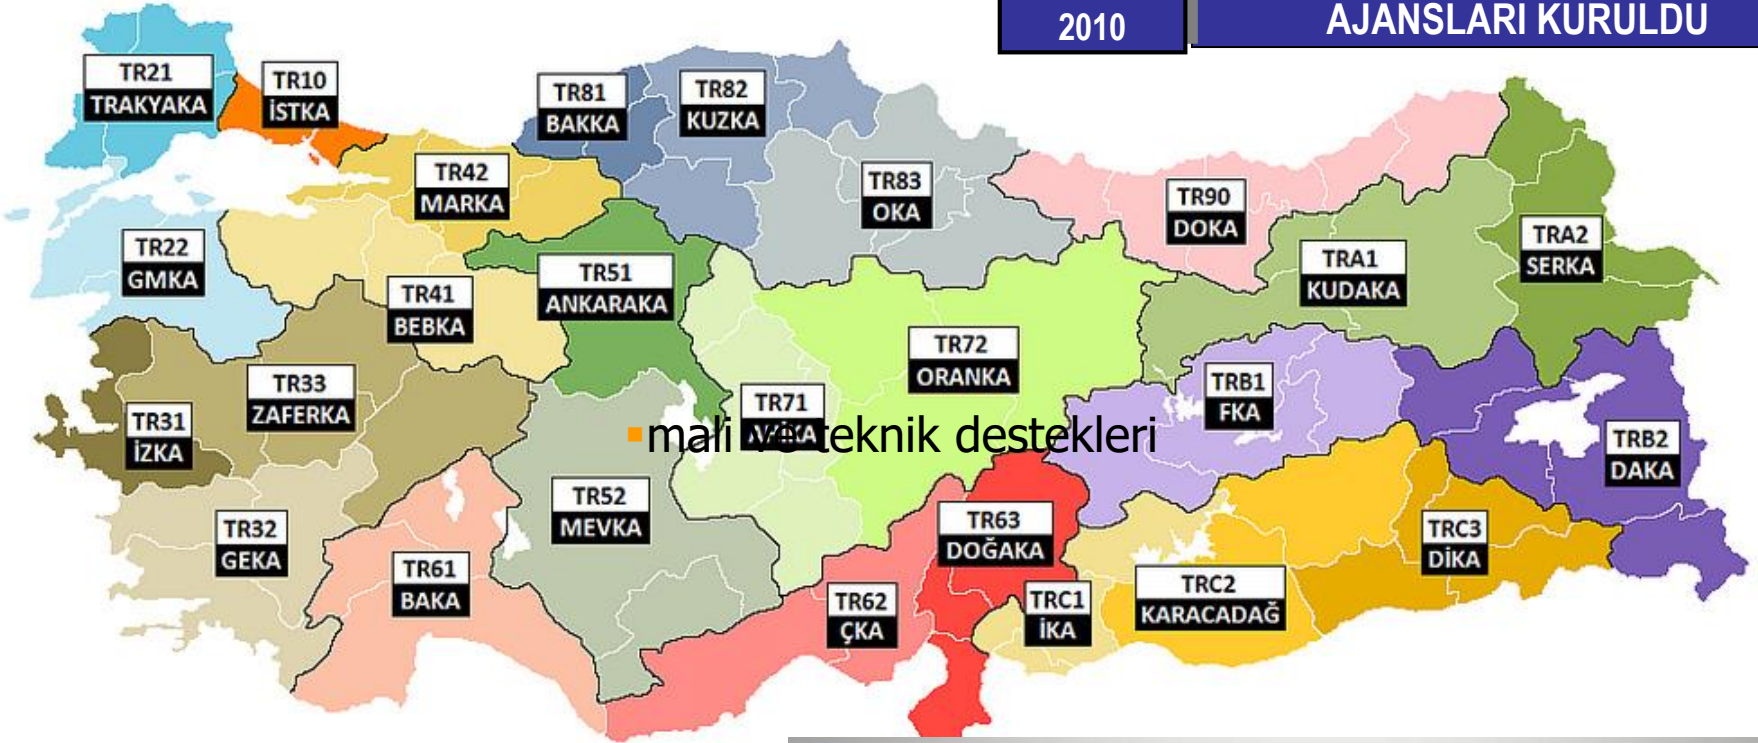 2010
AJANSLARI KURULDU
TR21
TRAKYAKA
TR10
İSTKA
TR81
BAKKA
TR82
KUZKA
TR42
MARKA
TR83
OKA
TR90
DOKA
TRA2
SERKA
TR22
GMKA
TR51
ANKARAKA
TRA1
KUDAKA
TR41
BEBKA
TR72
ORANKA
TR33
ZAFERKA
TRB1
FKA
TR31
İZKA
TR71
mali ve teknik destekleri
TRB2
DAKA
TR52
MEVKA
TR63
DOĞAKA
TR32
GEKA
TRC3
DİKA
TR61
BAKA
TR62
ÇKA
TRC1
İKA
TRC2
KARACADAĞ